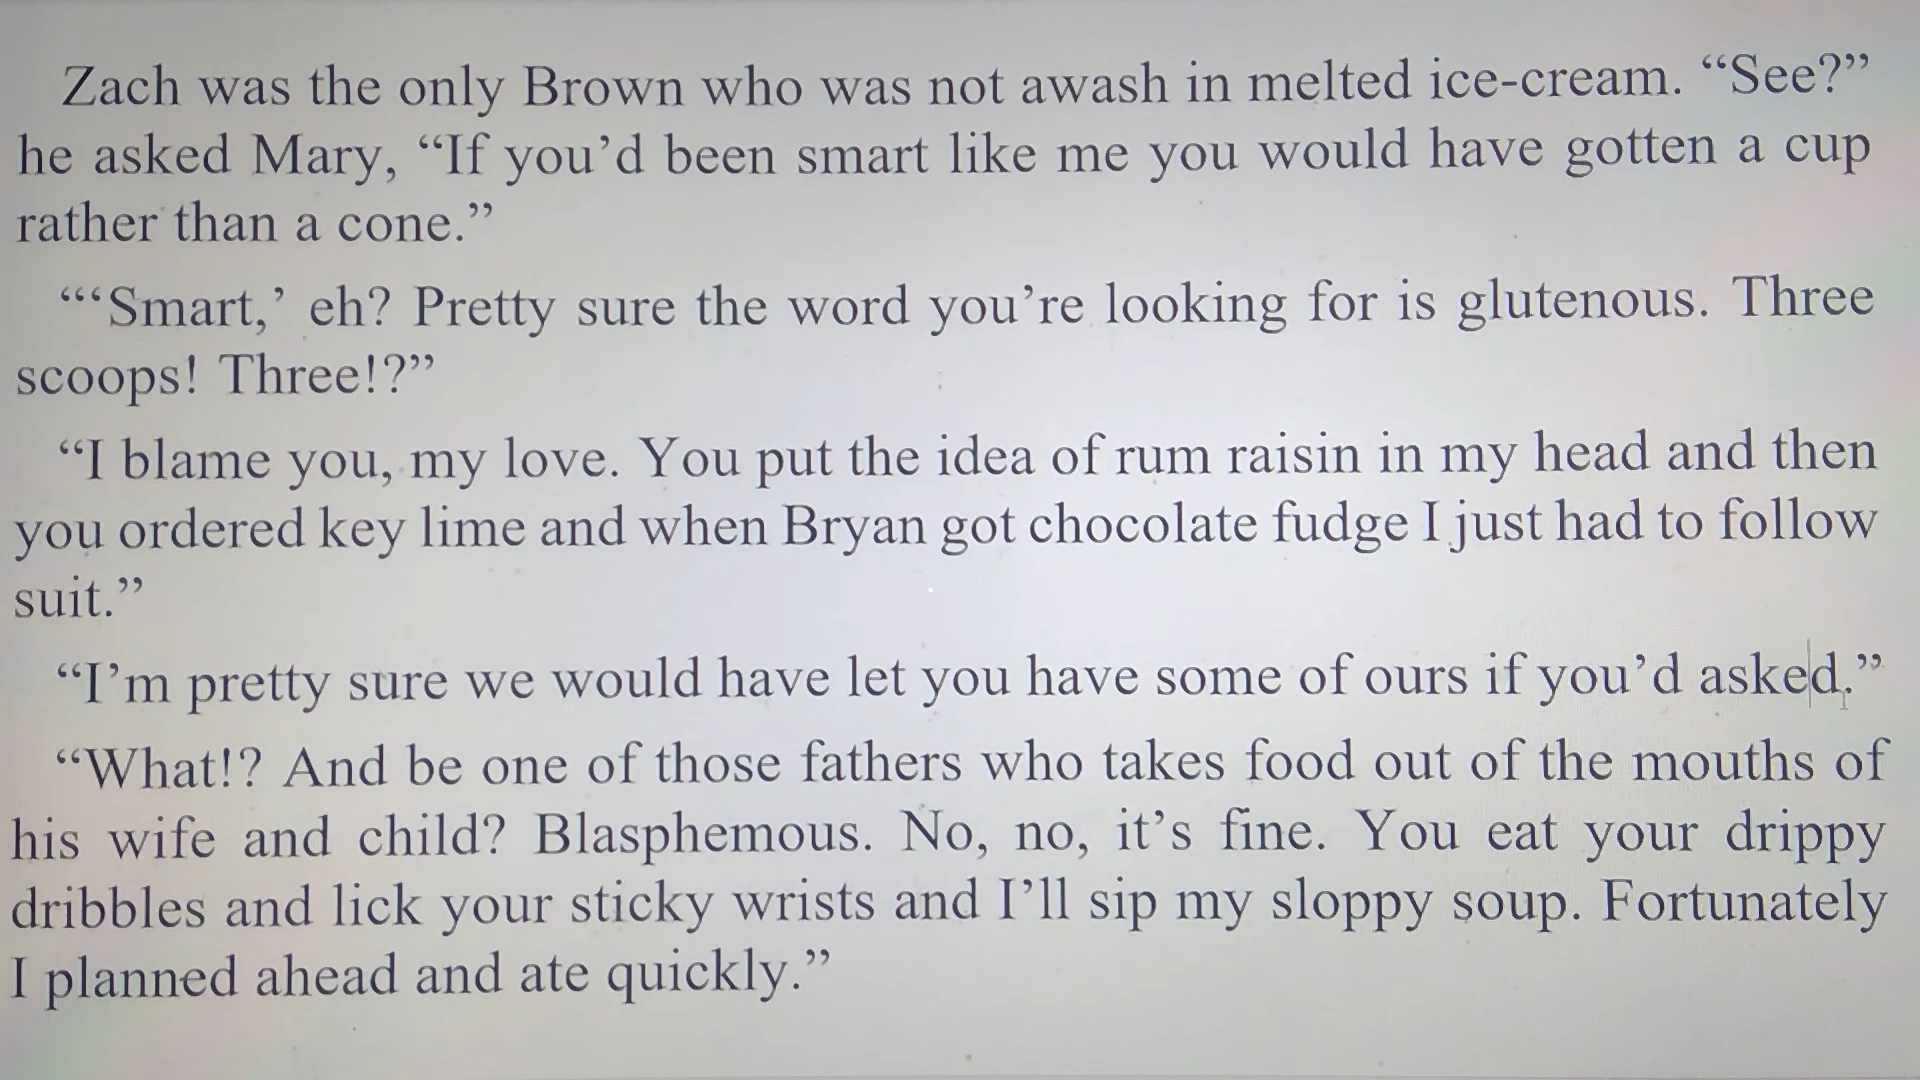 Zach was the only Brown who was not awash in melted ice-cream. “See?”
he asked Mary, “If you’d been smart like me you would have gotten a cup
rather than a cone.”
“‘Smart,’ eh? Pretty sure the word you’re looking for is glutenous. Three
scoops! Three!?”
“I blame you, my love. You put the idea of rum raisin in my head and then
you ordered key lime and when Bryan got chocolate fudge I just had to follow
suit.”
“I’m pretty sure we would have let you have some of ours if you’d asked.”
“What!? And be one of those fathers who takes food out of the mouths of
his wife and child? Blasphemous. No, no, it’s fine. You eat your drippy
dribbles and lick your sticky wrists and I’ll sip my sloppy soup. Fortunately
I planned ahead and ate quickly.”